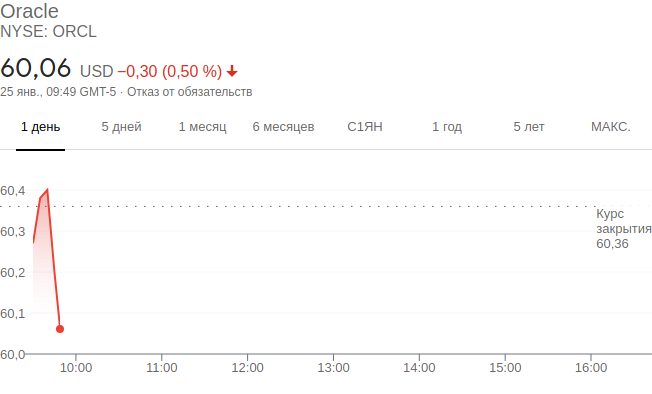 Oracle
NYSE: ORCL
60,06 USD −0,30 (0,50 %)
25 янв., 09:49 GMT-5 · Отказ от обязательств
1 день 5 дней 1 месяц 6 месяцев С1ЯН 1 год 5 лет МАКС.
60,4
Курс
закрытия
60,36
60,3
60,2
60,1
60,0
10:00 11:00 12:00 13:00 14:00 15:00 16:00